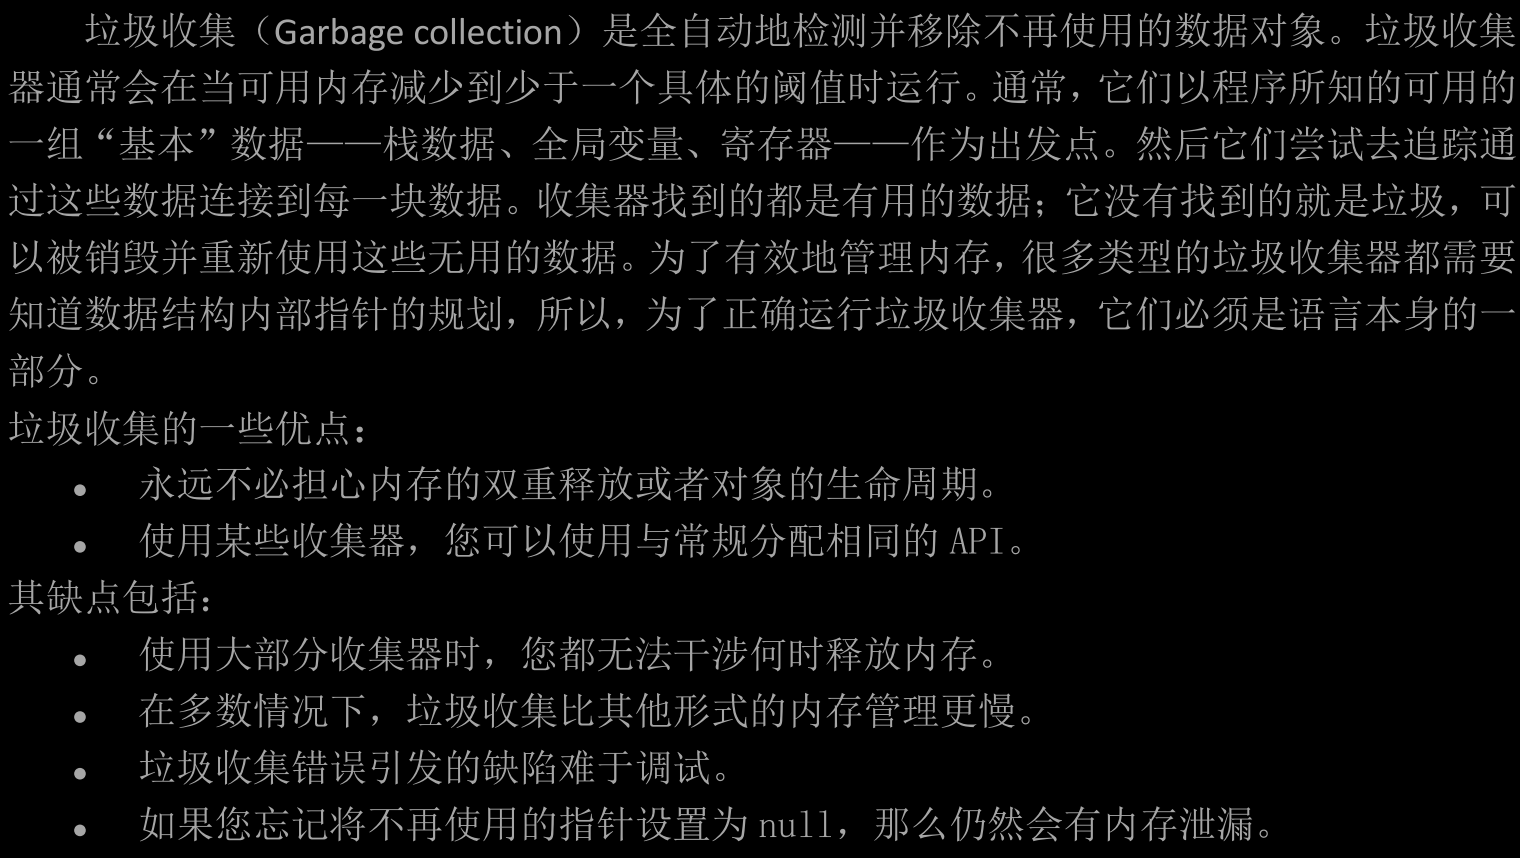 垃圾收集（Garbage collection）是全自动地检测并移除不再使用的数据对象。垃圾收集
器通常会在当可用内存减少到少于一个具体的阈值时运行。通常，它们以程序所知的可用的
一组“基本”数据——栈数据、全局变量、寄存器——作为出发点。然后它们尝试去追踪通
过这些数据连接到每一块数据。收集器找到的都是有用的数据；它没有找到的就是垃圾，可
以被销毁并重新使用这些无用的数据。为了有效地管理内存，很多类型的垃圾收集器都需要
知道数据结构内部指针的规划，所以，为了正确运行垃圾收集器，它们必须是语言本身的一
部分。
垃圾收集的一些优点：
● 永远不必担心内存的双重释放或者对象的生命周期。
● 使用某些收集器，您可以使用与常规分配相同的 API。
其缺点包括：
● 使用大部分收集器时，您都无法干涉何时释放内存。
● 在多数情况下，垃圾收集比其他形式的内存管理更慢。
● 垃圾收集错误引发的缺陷难于调试。
● 如果您忘记将不再使用的指针设置为 null，那么仍然会有内存泄漏。